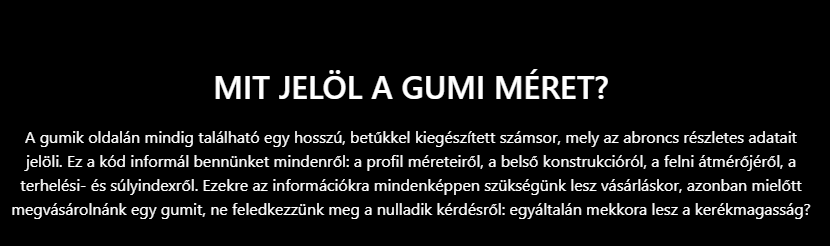 MIT JELÖL A GUMI MÉRET?
A gumik oldalán mindig található egy hosszú, betűkkel kiegészített számsor, mely az abroncs részletes adatait
jelöli. Ez a kód informál bennünket mindenről: a profil méreteiről, a belső konstrukcióról, a felni átmérőjéről, a
terhelési- és súlyindexről. Ezekre az információkra mindenképpen szükségünk lesz vásárláskor, azonban mielőtt
megvásárolnánk egy gumit, ne feledkezzünk meg a nulladik kérdésről: egyáltalán mekkora lesz a kerékmagasság?